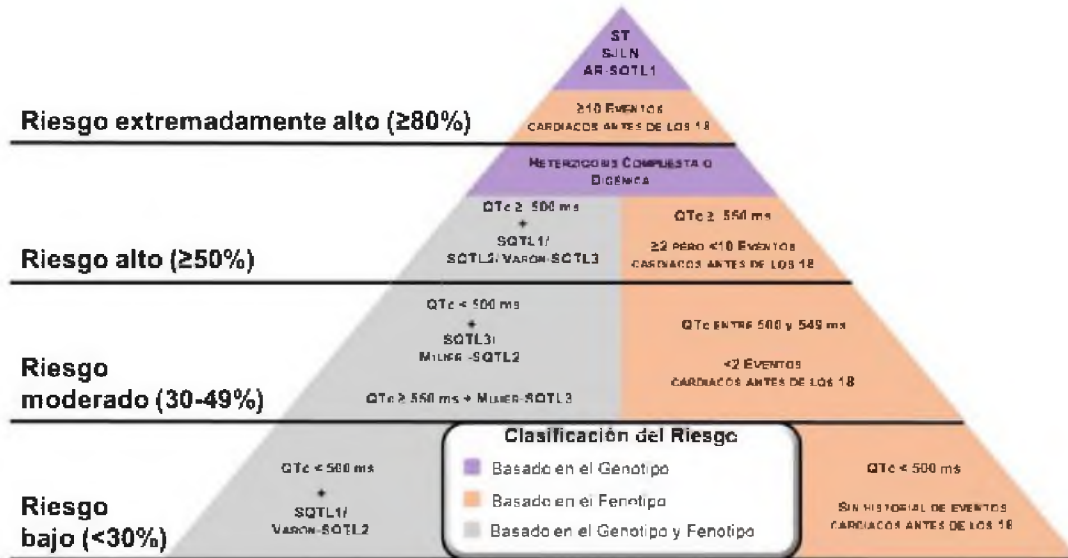 ST
SJLN
AR-SQTL1
Riesgo extremadamente alto (≥80%)
≥10 EVENTOS
CARDIACOS ANTES DE LOS 18
HETERZIGOSIS COMPUESTA O
DIGÉNICA
Riesgo alto (≥50%)
QTc ≥ 500 ms
+
SQTL1/
SQTL2/VARÓN-SQTL3
QTc ≥ 550 ms
≥2 PERO <10 EVENTOS
CARDIACOS ANTES DE LOS 18
Riesgo
moderado (30-49%)
QTc < 500 ms
+
SQTL3/
MUJER-SQTL2
QTc ≥ 550 ms + MUJER-SQTL3
QTc ENTRE 500 y 549 ms
<2 EVENTOS
CARDIACOS ANTES DE LOS 18
Riesgo
bajo (<30%)
QTc < 500 ms
+
SQTL1/
VARÓN-SQTL2
Clasificación del Riesgo
Basado en el Genotipo
Basado en el Fenotipo
Basado en el Genotipo y Fenotipo
QTc < 500 ms
SIN HISTORIAL DE EVENTOS
CARDIACOS ANTES DE LOS 18